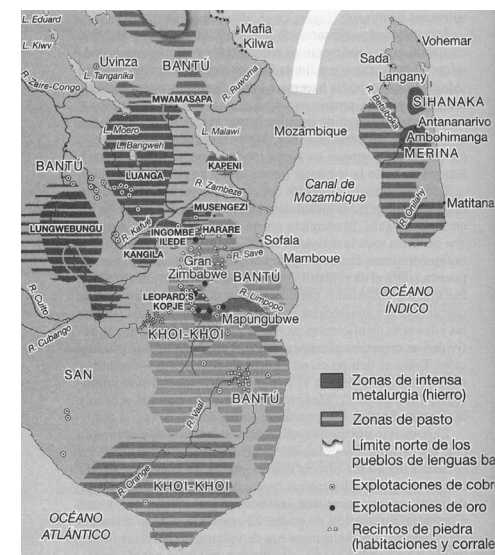 L. Eduard
L. Kiwv
Mafia
Kilwa
Uvinza
L. Tanganika
BANTÚ
R. Zaire-Congo
R. Ruwoma
MWAMASAPA
L. Moero
L. Bangweh
L. Malawi
Mozambique
KAPENI
BANTÚ
LUANGA
R. Zambeze
Canal de
Mozambique
MUSENGEZI
LUNGWEBUNGU
R. Kafue
INGOMBE
ILEDE
HARARE
Sofala
KANGILA
Gran
Zimbabwe
R. Save
Mamboue
BANTÚ
R. Cuito
LEOPARD'S
KOPJE
R. Limpopo
Mapungubwe
R. Cubango
KHOI-KHOI
SAN
BANTÚ
R. Vaal
R. Orange
KHOI-KHOI
OCÉANO
ATLÁNTICO
Vohemar
Sada
Langany
R. Betsiboka
SIHANAKA
Antananarivo
Ambohimanga
MERINA
R. Onilahy
Matitana
OCÉANO
ÍNDICO
Zonas de intensa
metalurgia (hierro)
Zonas de pasto
Límite norte de los
pueblos de lenguas ba
Explotaciones de cobr
Explotaciones de oro
Recintos de piedra
(habitaciones y corrale